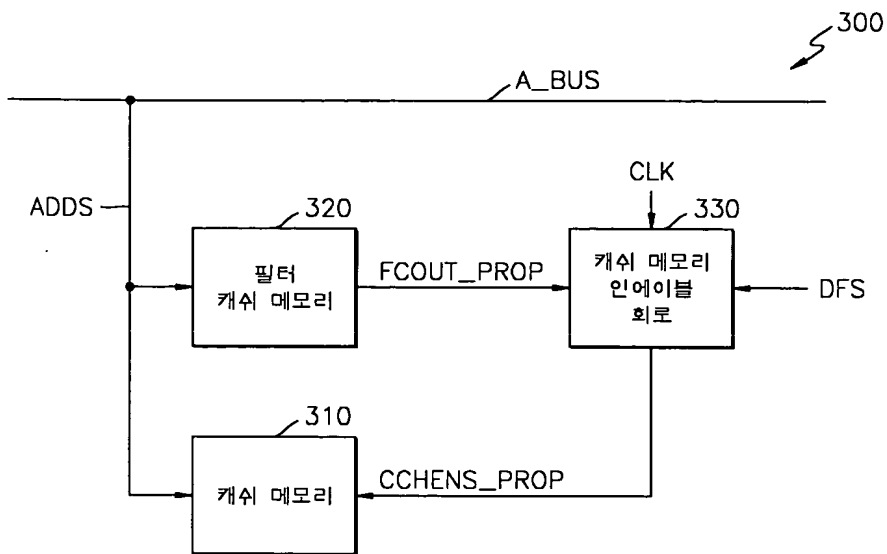 300
A_BUS
CLK
ADDS
320
330
필터
캐쉬 메모리
FCOUT_PROP
캐쉬 메모리
인에이블
회로
DFS
310
캐쉬 메모리
CCHENS_PROP